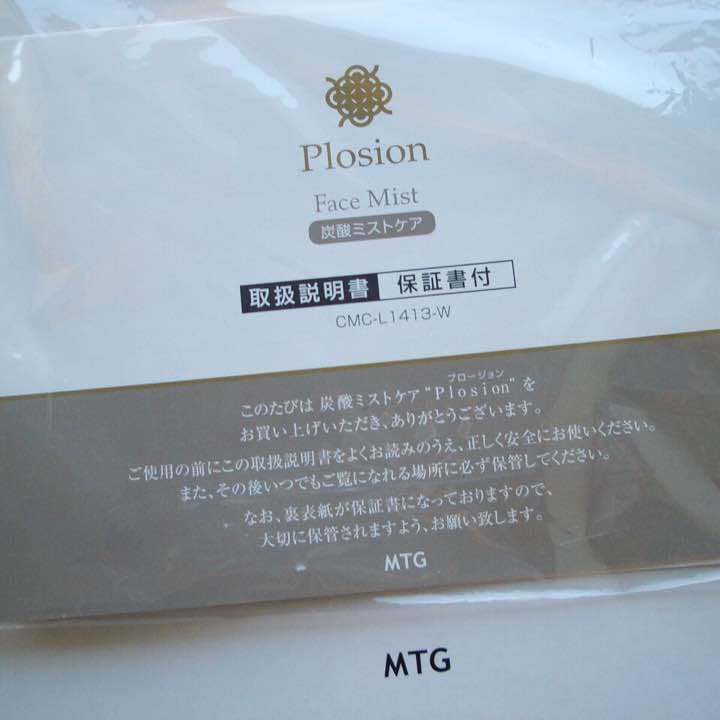 Plosion
Face Mist
炭酸ミストケア
取扱説明書 保証書付
CMC-L1413-W
プロージョン
このたびは 炭酸ミストケア"Plosion"を
お買い上げいただき、ありがとうございます。
ご使用の前にこの取扱説明書をよくお読みのうえ、正しく安全にお使いください。
また、その後いつでもご覧になれる場所に必ず保管してください。
なお、裏表紙が保証書になっておりますので、
大切に保管されますよう、お願い致します。
MTG
MTG